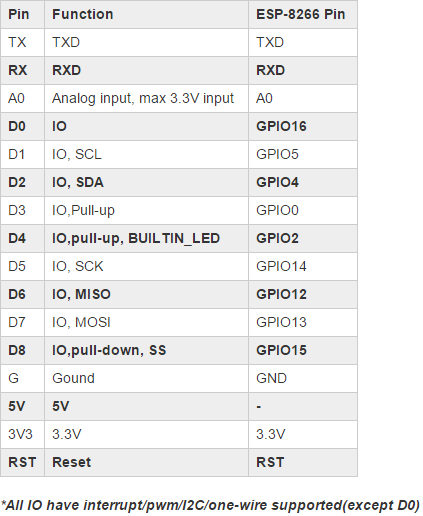 Pin Function ESP-8266 Pin
TX TXD TXD
RX RXD RXD
A0 Analog input, max 3.3V input A0
D0 IO GPIO16
D1 IO, SCL GPIO5
D2 IO, SDA GPIO4
D3 IO,Pull-up GPIO0
D4 IO,pull-up, BUILTIN_LED GPIO2
D5 IO, SCK GPIO14
D6 IO, MISO GPIO12
D7 IO, MOSI GPIO13
D8 IO,pull-down, SS GPIO15
G Gound GND
5V 5V -
3V3 3.3V 3.3V
RST Reset RST
*All IO have interrupt/pwm/I2C/one-wire supported(except D0)